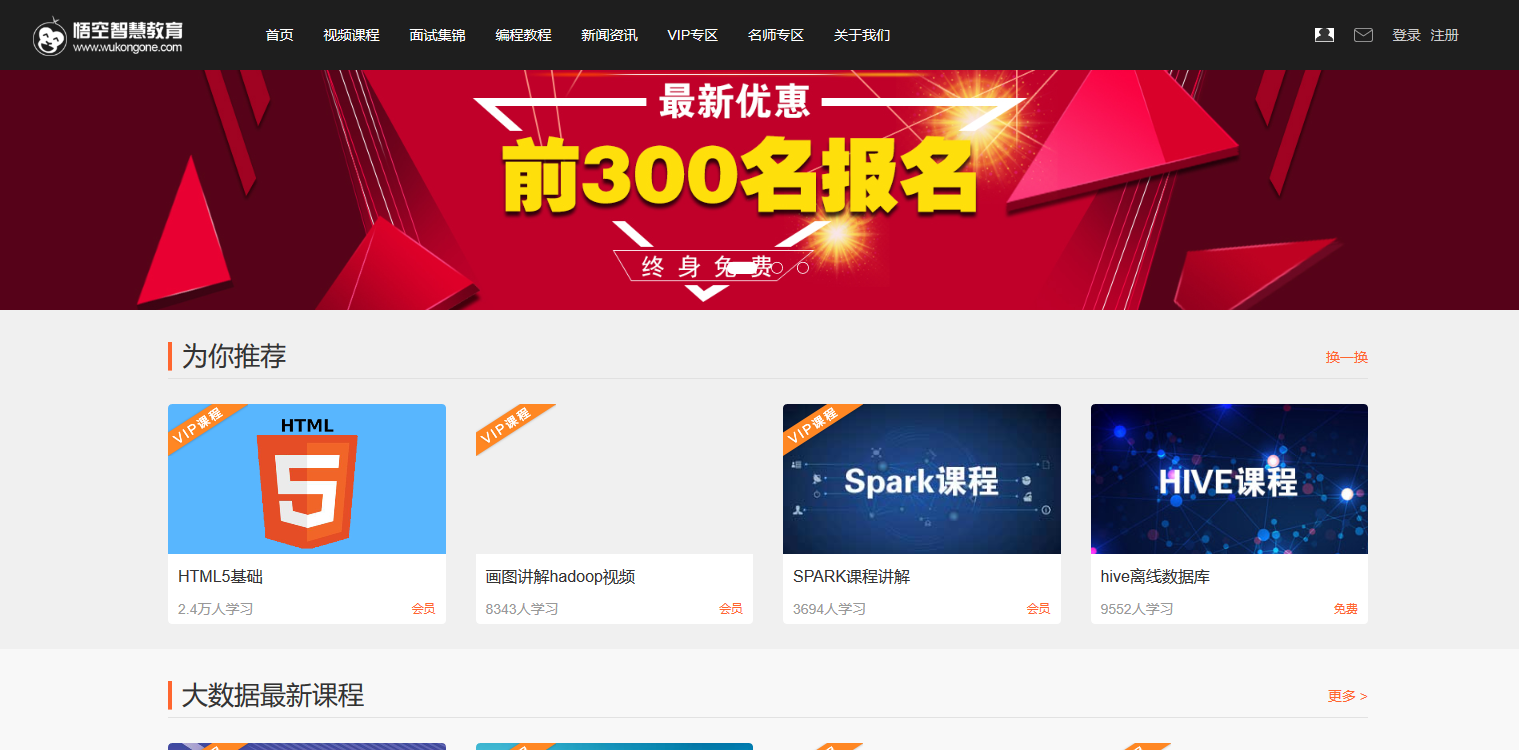 悟空智慧教育
www.wukongone.com
首页 视频课程 面试集锦 编程教程 新闻资讯 VIP专区 名师专区 关于我们 登录 注册
最新优惠
前300名报名
终身免费
为你推荐 换一换
VIP课程 VIP课程 VIP课程
HTML
5
Spark课程 HIVE课程
HTML5基础 画图讲解hadoop视频 SPARK课程讲解 hive离线数据库
2.4万人学习 会员 8343人学习 会员 3694人学习 会员 9552人学习 免费
大数据最新课程 更多 >